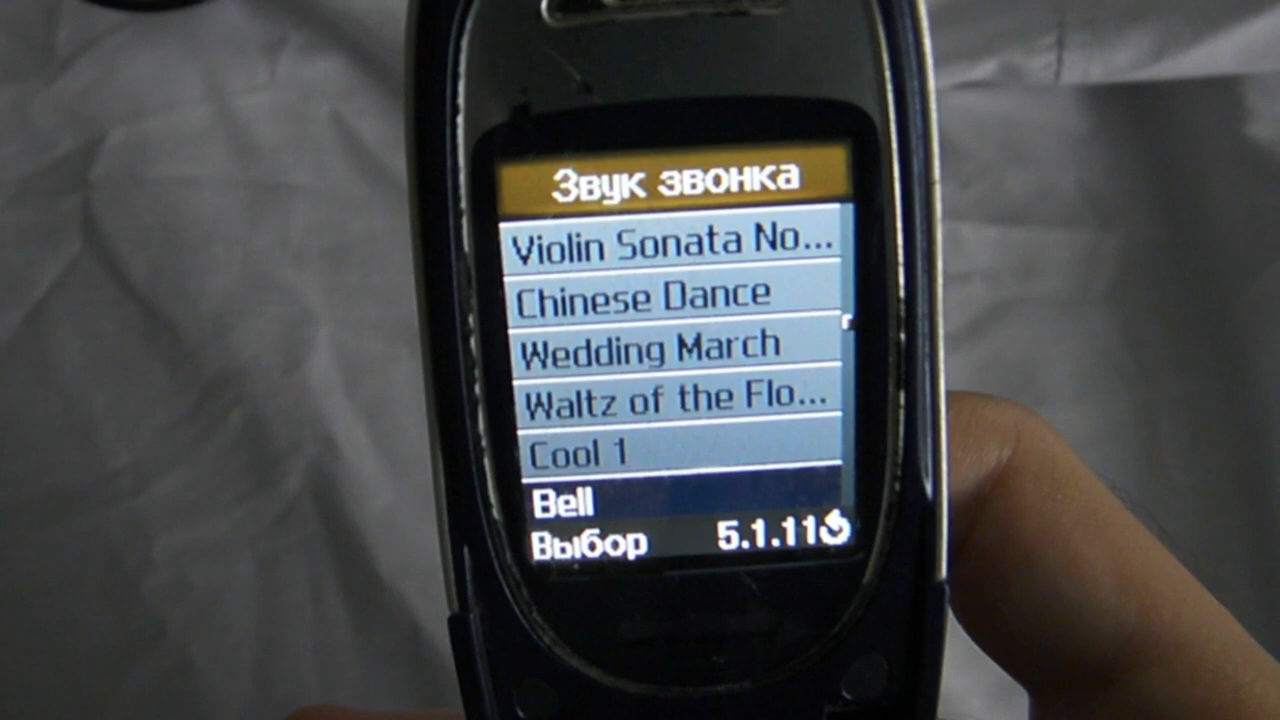 Звук звонка
Violin Sonata No...
Chinese Dance
Wedding March
Waltz of the Flo...
Cool 1
Bell
Выбор 5.1.11